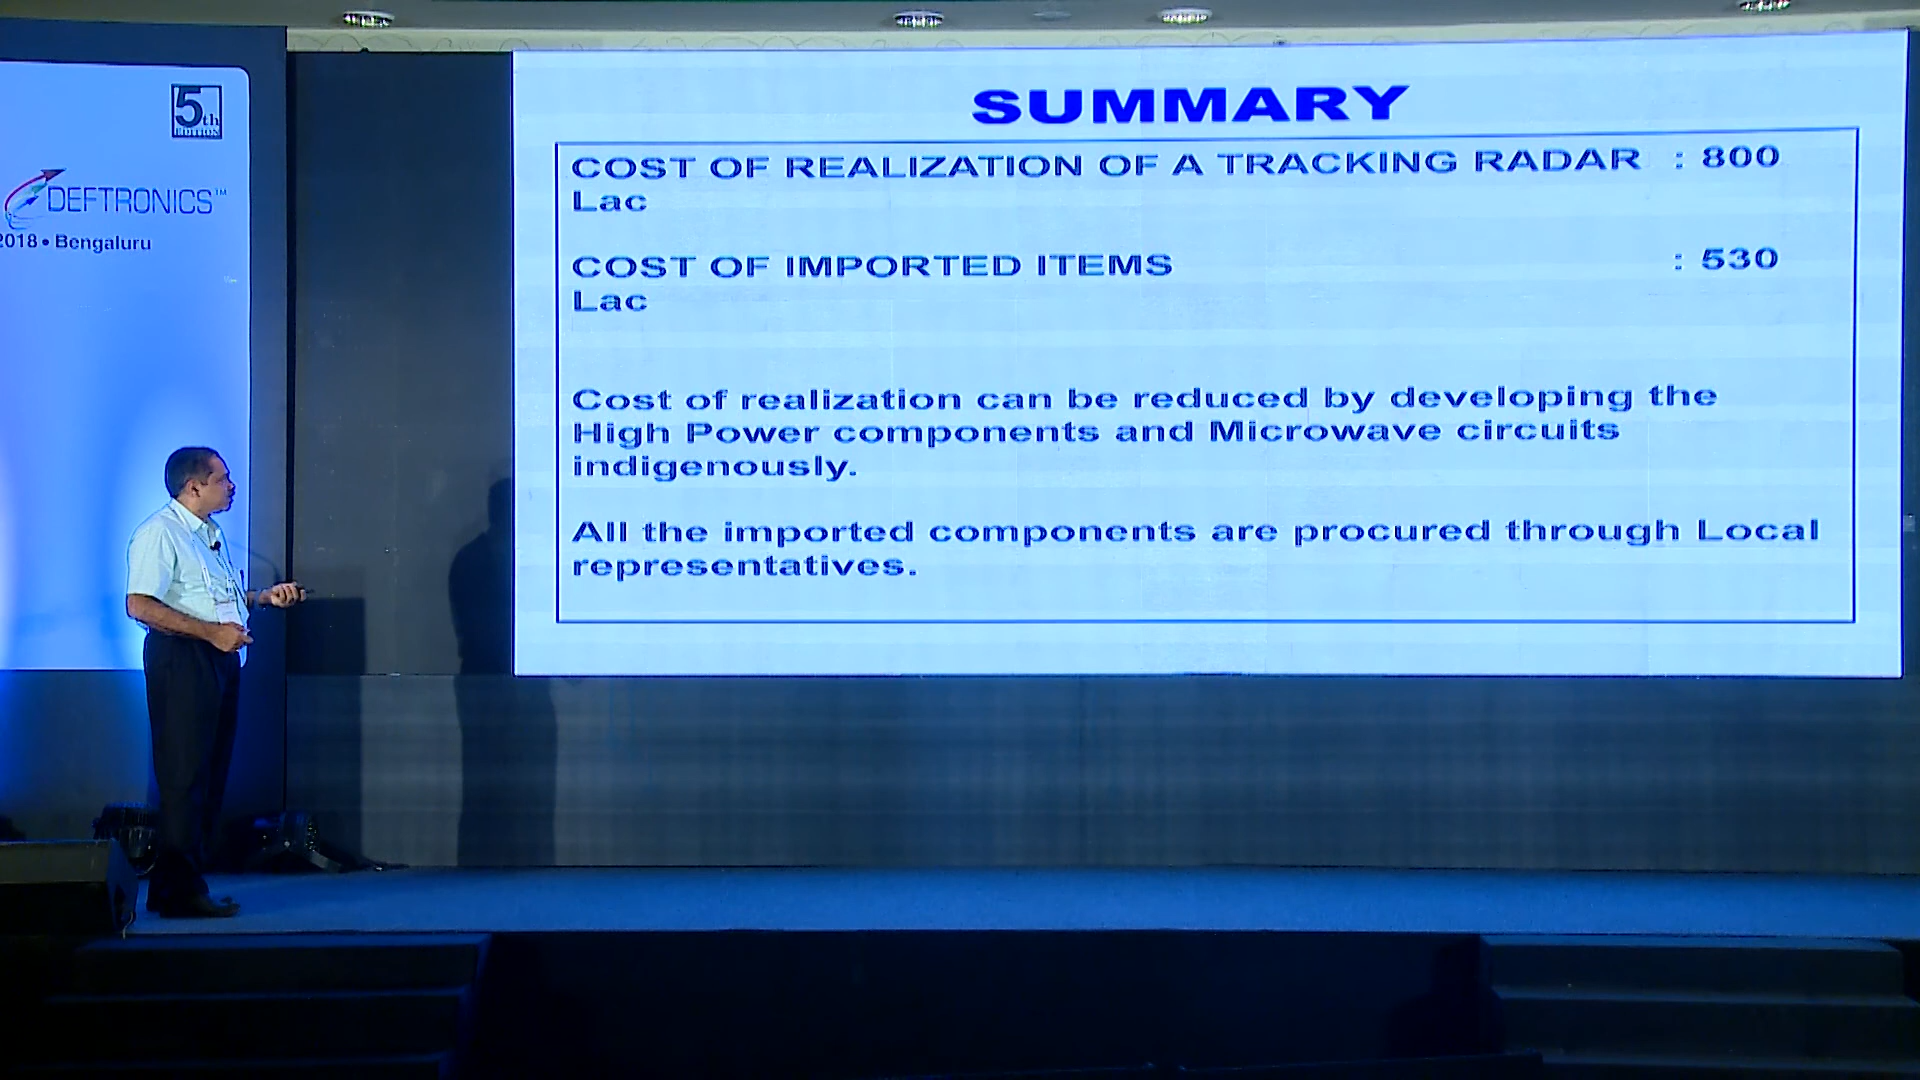 5th
EDITION
DEFTRONICS™
2018 • Bengaluru
SUMMARY
COST OF REALIZATION OF A TRACKING RADAR : 800
Lac
COST OF IMPORTED ITEMS : 530
Lac
Cost of realization can be reduced by developing the
High Power components and Microwave circuits
indigenously.
All the imported components are procured through Local
representatives.